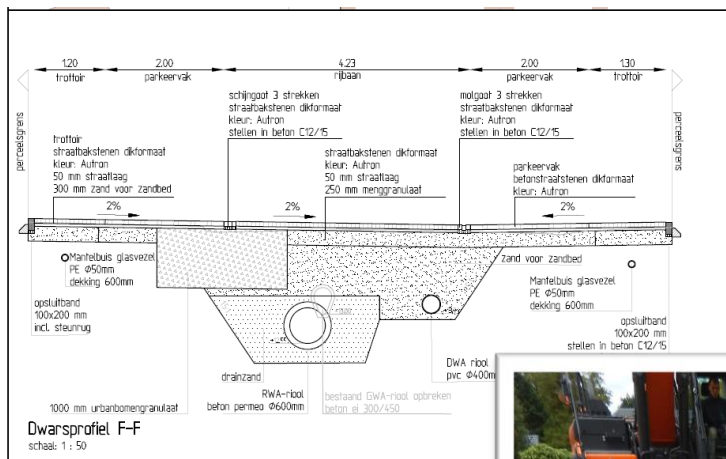 1.20 2.00 4.23 2.00 1.30
trottoir parkeervak rijbaan parkeervak trottoir
perceelsgrens
perceelsgrens
schijngoot 3 strekken
straatbakstenen dikformaat
kleur: Autron
stellen in beton C12/15
molgoot 3 strekken
straatbakstenen dikformaat
kleur: Autron
stellen in beton C12/15
trottoir
straatbakstenen dikformaat
kleur: Autron
50 mm straatlaag
300 mm zand voor zandbed
straatbakstenen dikformaat
kleur: Autron
50 mm straatlaag
250 mm menggranulaat
parkeervak
betonstraatstenen dikformaat
kleur: Autron
2% 2% 2%
zand voor zandbed
Mantelbuis glasvezel
PE Ø50mm
dekking 600mm
Mantelbuis glasvezel
PE Ø50mm
dekking 600mm
opsluitband
100x200 mm
incl. steunrug
opsluitband
100x200 mm
stellen in beton C12/15
drainzand
DWA riool
pvc Ø400m
RWA-riool
beton permea Ø600mm
bestaand GWA-riool opbreken
beton ei 300/450
1000 mm urbanbomengranulaat
Dwarsprofiel F-F
schaal: 1 : 50